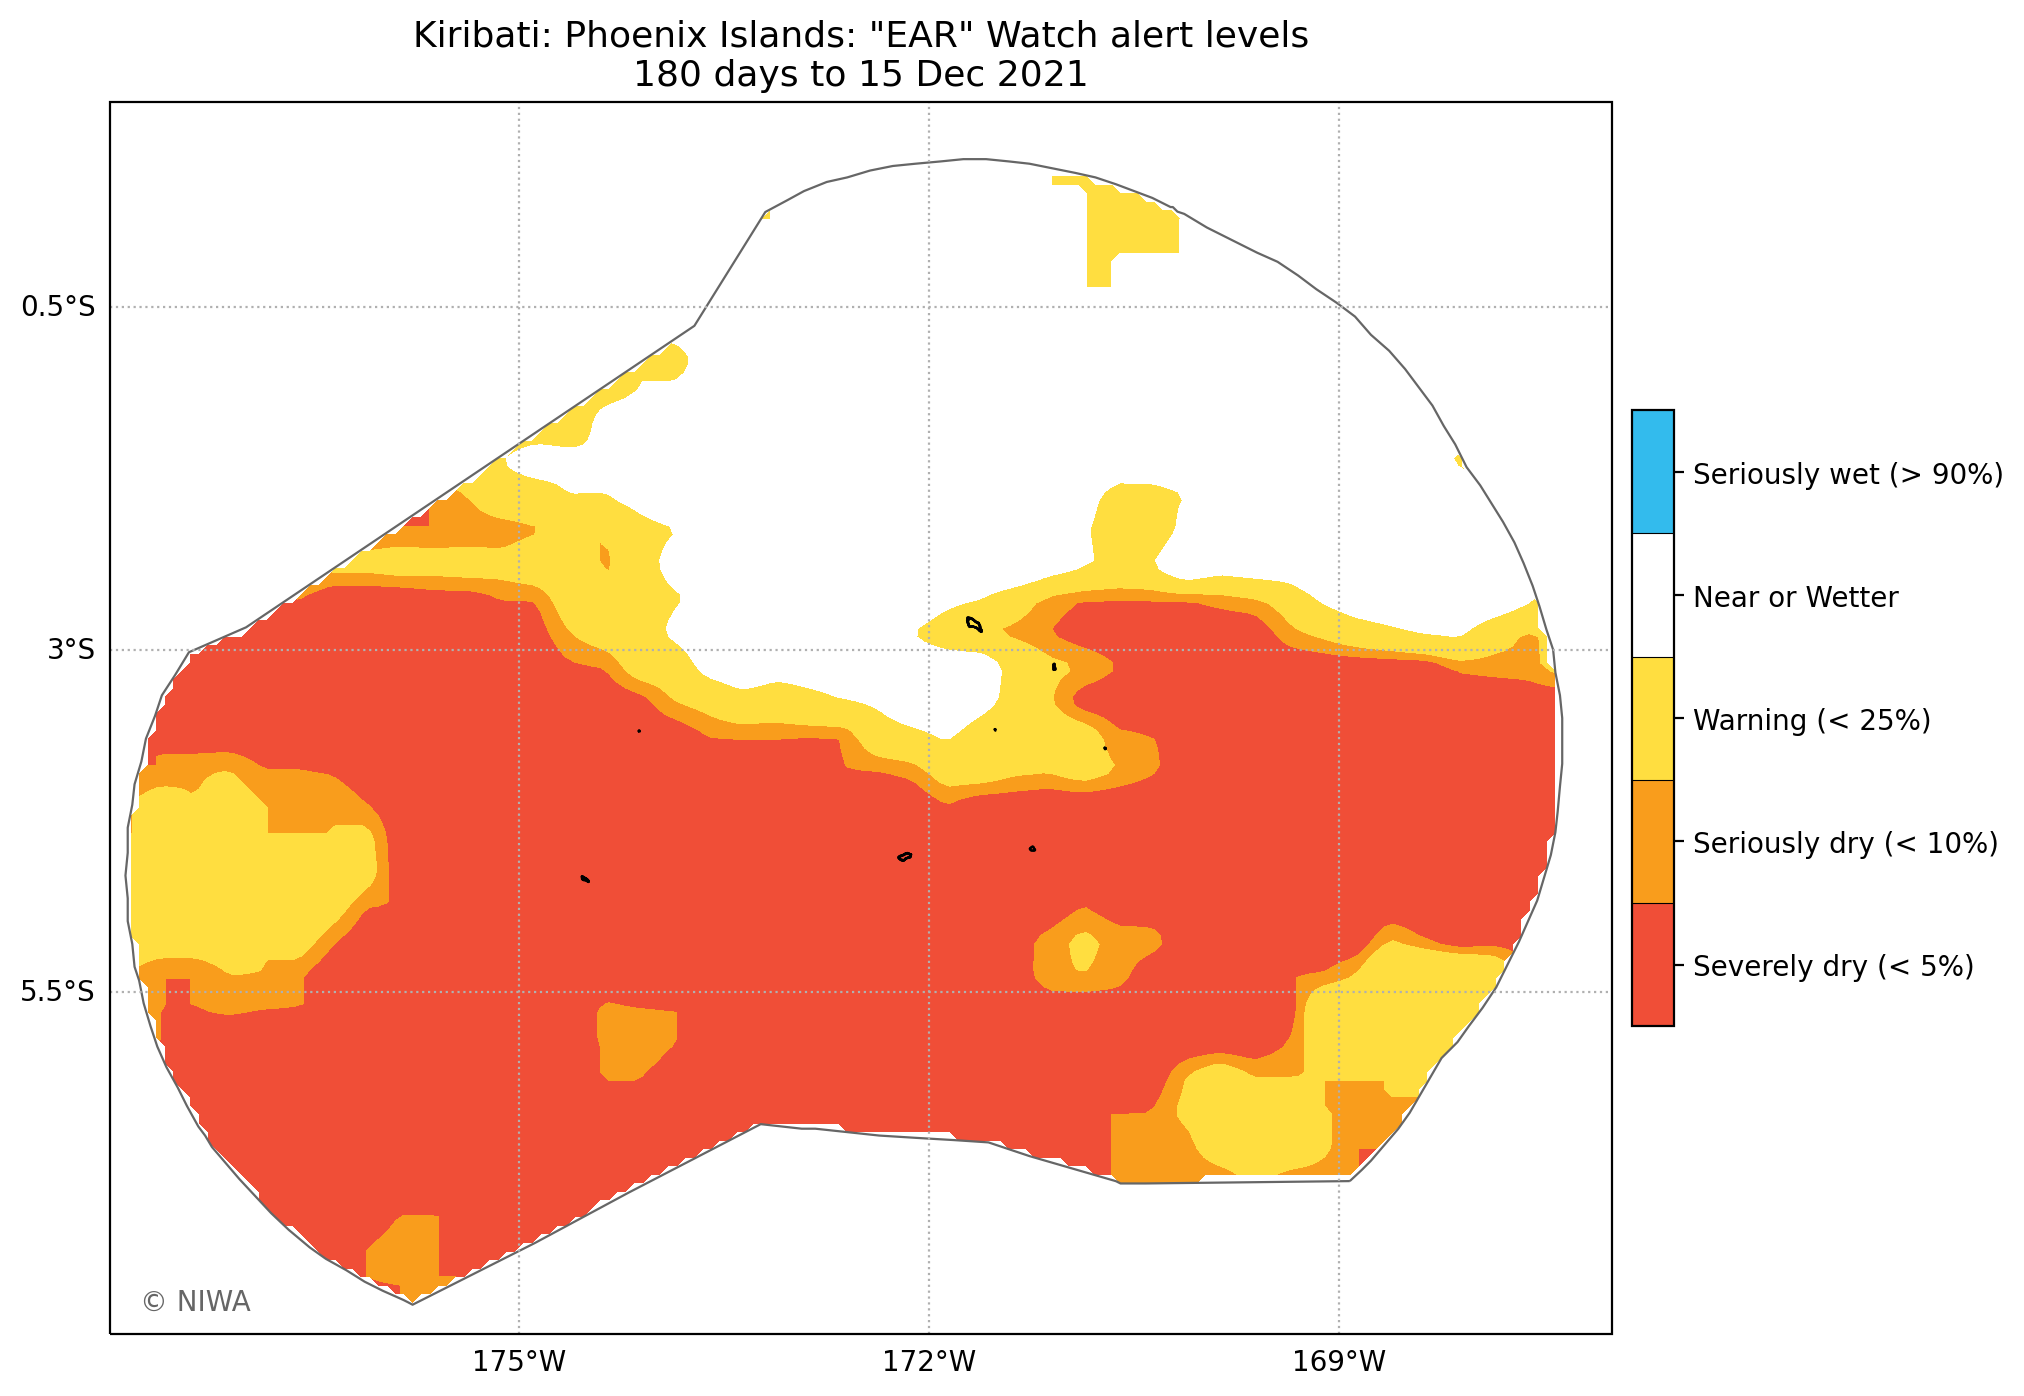 Kiribati: Phoenix Islands: "EAR" Watch alert levels
180 days to 15 Dec 2021
0.5°S
3°S
5.5°S
175°W
172°W
169°W
Seriously wet (> 90%)
Near or Wetter
Warning (< 25%)
Seriously dry (< 10%)
Severely dry (< 5%)
© NIWA